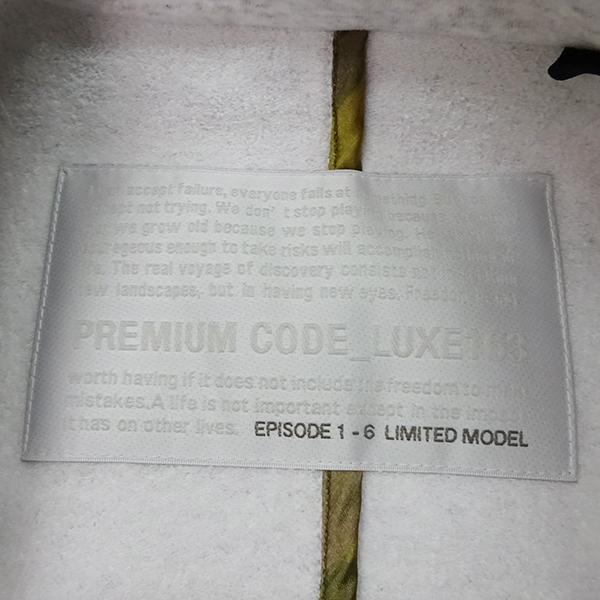 accept failure, everyone fails at
not trying. We don't stop playing because
we grow old because we stop playing.
enough to take risks will accomplish
The real voyage of discovery consists not
landscapes, but in having new eyes. Freedom
PREMIUM CODE_LUXE
worth having if it does not include the freedom to
mistakes. A life is not important except in the
it has on other lives. EPISODE 1 - 6 LIMITED MODEL